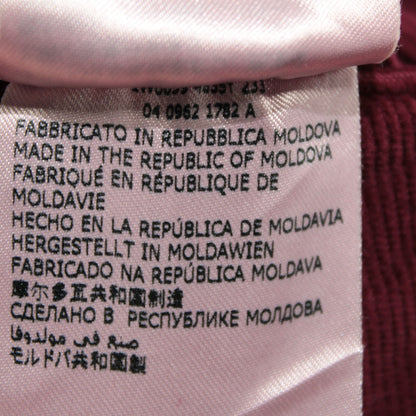 04 0962 1782 A
FABBRICATO IN REPUBBLICA MOLDOVA
MADE IN THE REPUBLIC OF MOLDOVA
FABRIQUÉ EN RÉPUBLIQUE DE
MOLDAVIE
HECHO EN LA REPÚBLICA DE MOLDAVIA
HERGESTELLT IN MOLDAWIEN
FABRICADO NA REPÚBLICA MOLDAVA
摩尔多瓦共和國制造
СДЕЛАНО В РЕСПУБЛИКЕ МОЛДОВА
صنع في مولدوفا
モルドバ共和國製